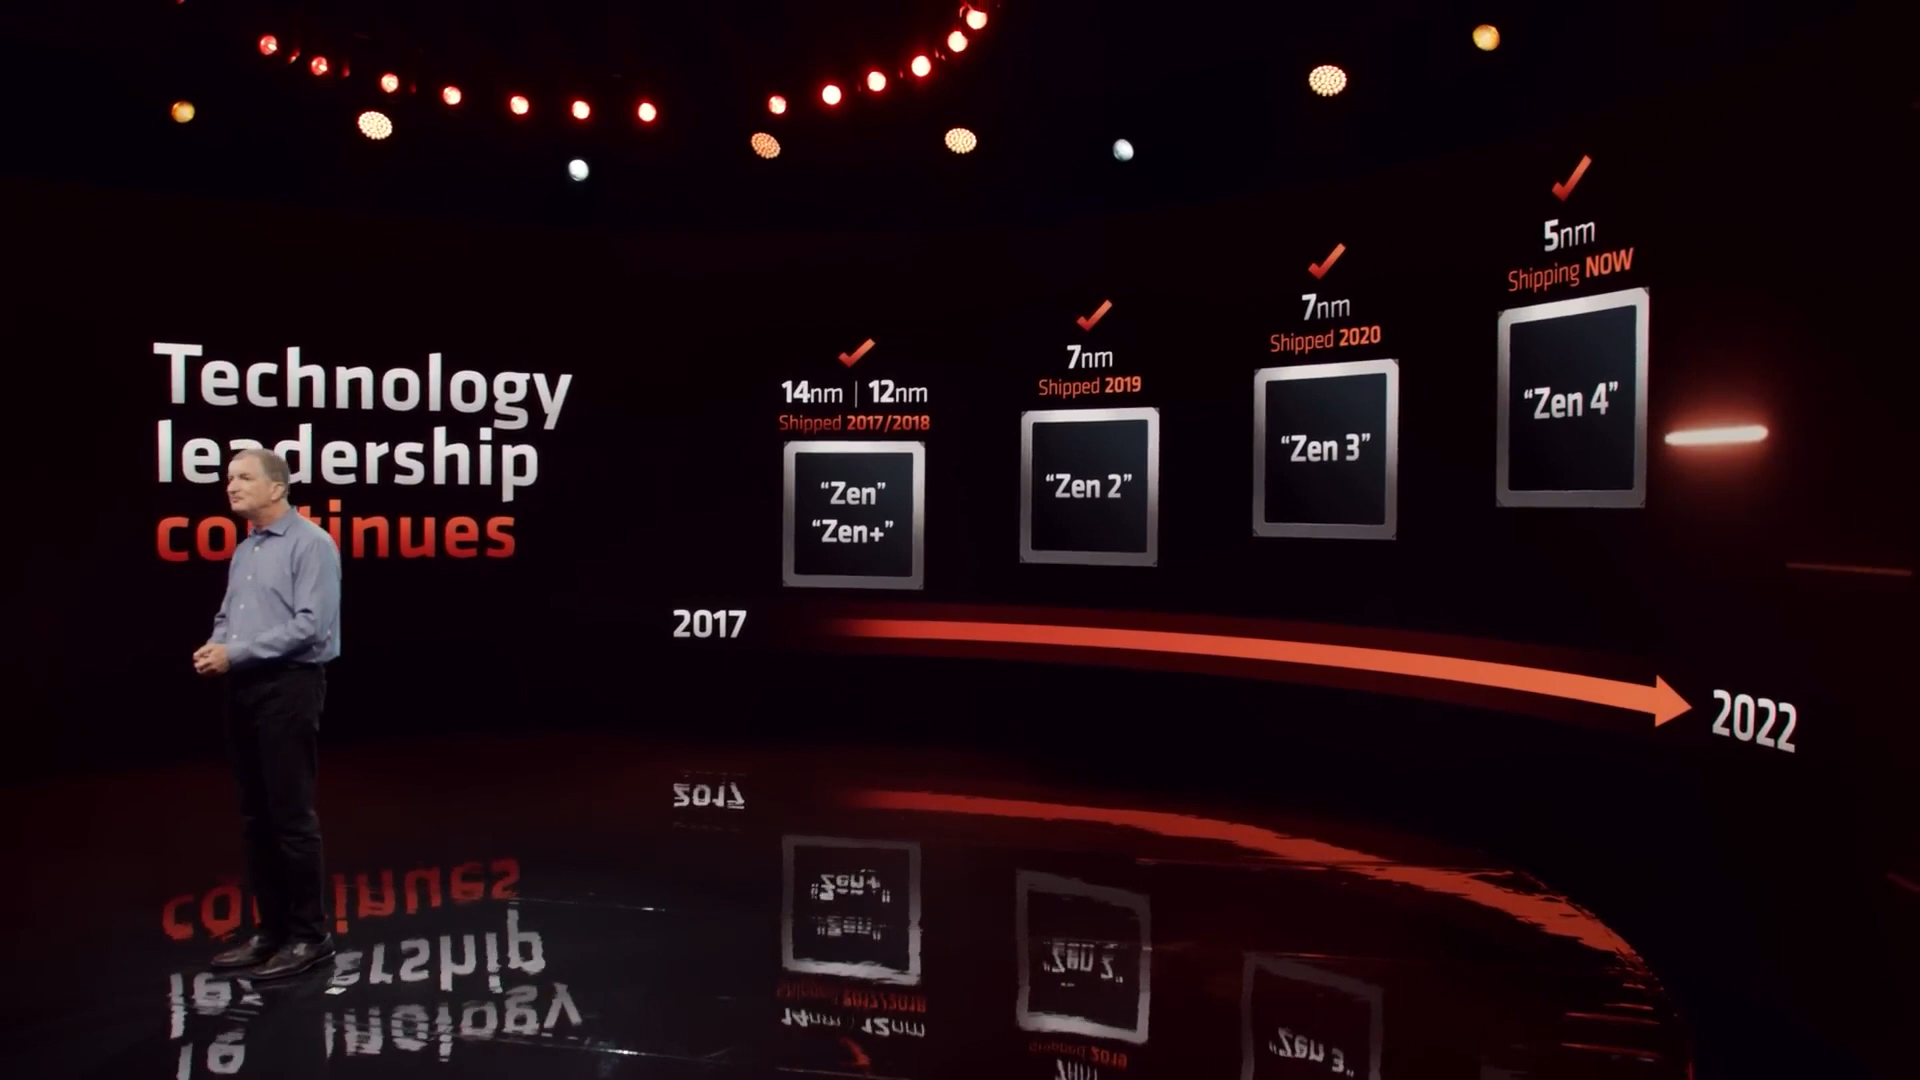 Technology
leadership
continues
14nm | 12nm
Shipped 2017/2018
“Zen”
“Zen+”
7nm
Shipped 2019
“Zen 2”
7nm
Shipped 2020
“Zen 3”
5nm
Shipping NOW
“Zen 4”
2017
2022